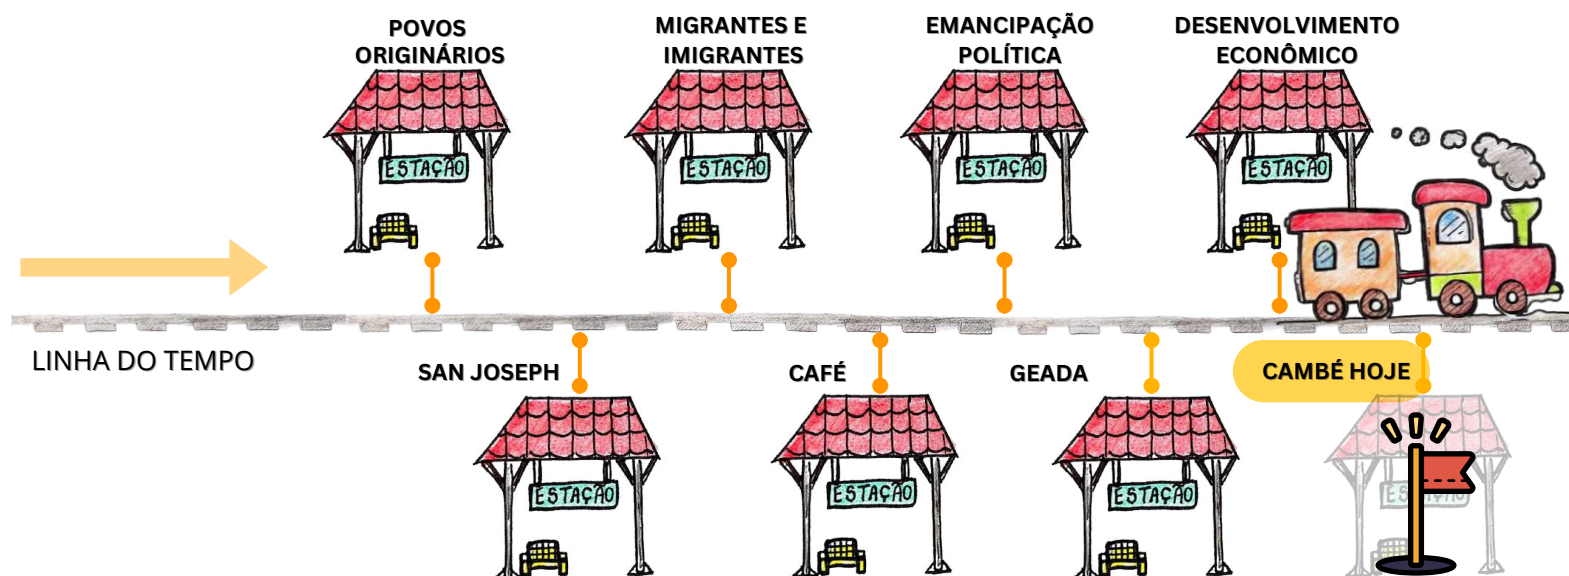 POVOS
ORIGINÁRIOS
MIGRANTES E
IMIGRANTES
EMANCIPAÇÃO
POLÍTICA
DESENVOLVIMENTO
ECONÔMICO
ESTAÇÃO
ESTAÇÃO
ESTAÇÃO
ESTAÇÃO
LINHA DO TEMPO
SAN JOSEPH
CAFÉ
GEADA
CAMBÉ HOJE
ESTAÇÃO
ESTAÇÃO
ESTAÇÃO
ESTAÇÃO